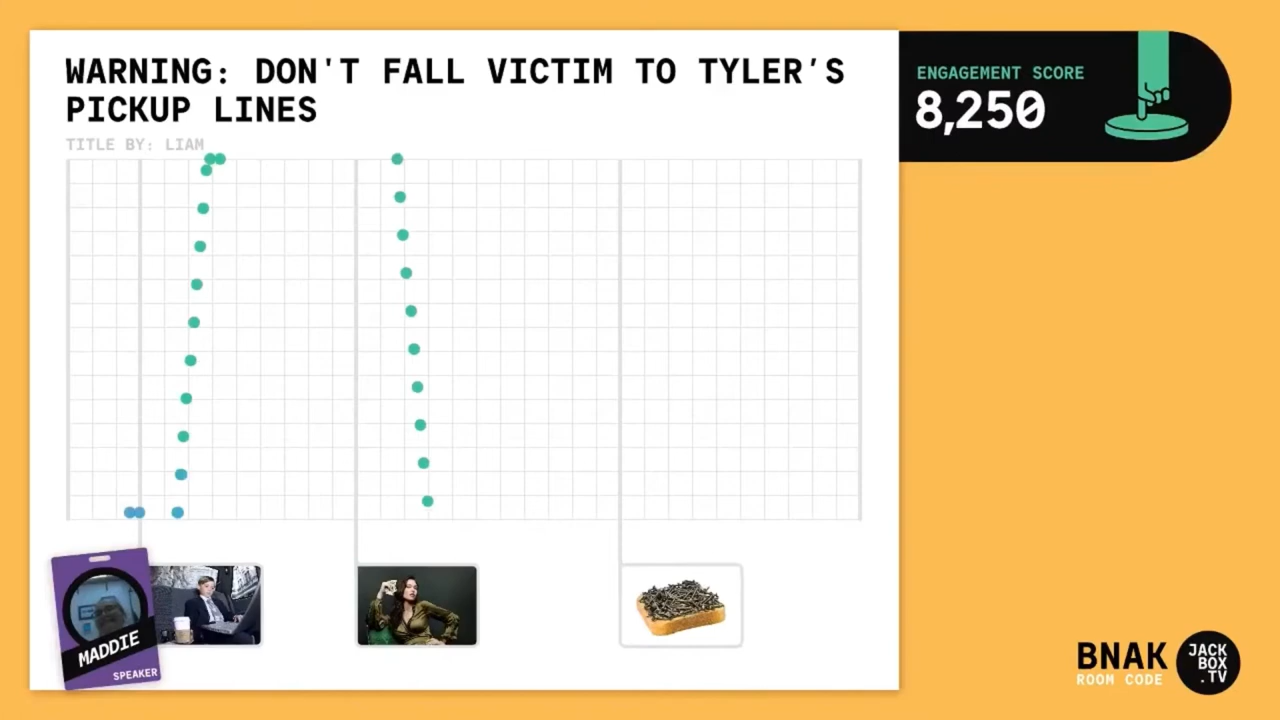 WARNING: DON'T FALL VICTIM TO TYLER'S
PICKUP LINES
TITLE BY: LIAM
ENGAGEMENT SCORE
8,250
MADDIE
SPEAKER
BNAK
ROOM CODE
JACK
BOX
.TV